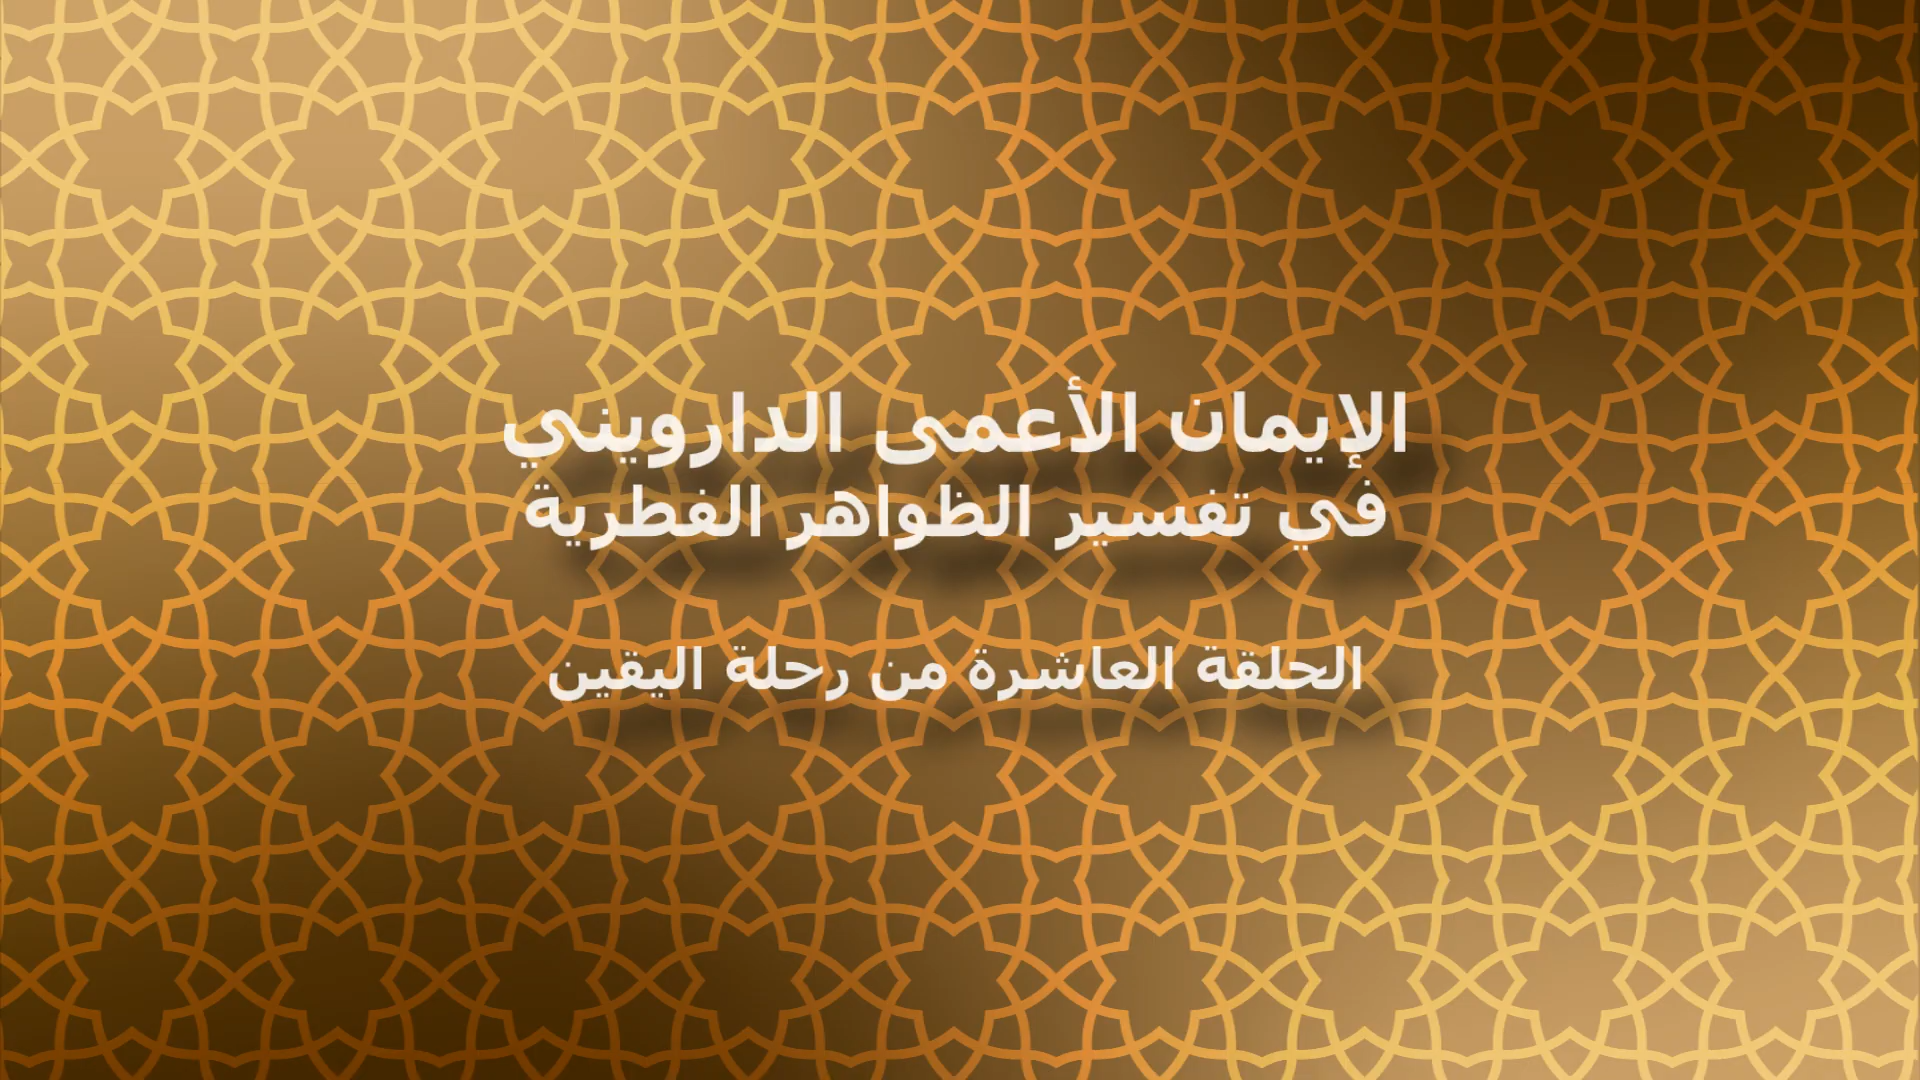 الإيمان الأعمى الدارويني
في تفسير الظواهر الفطرية
الحلقة العاشرة من رحلة اليقين